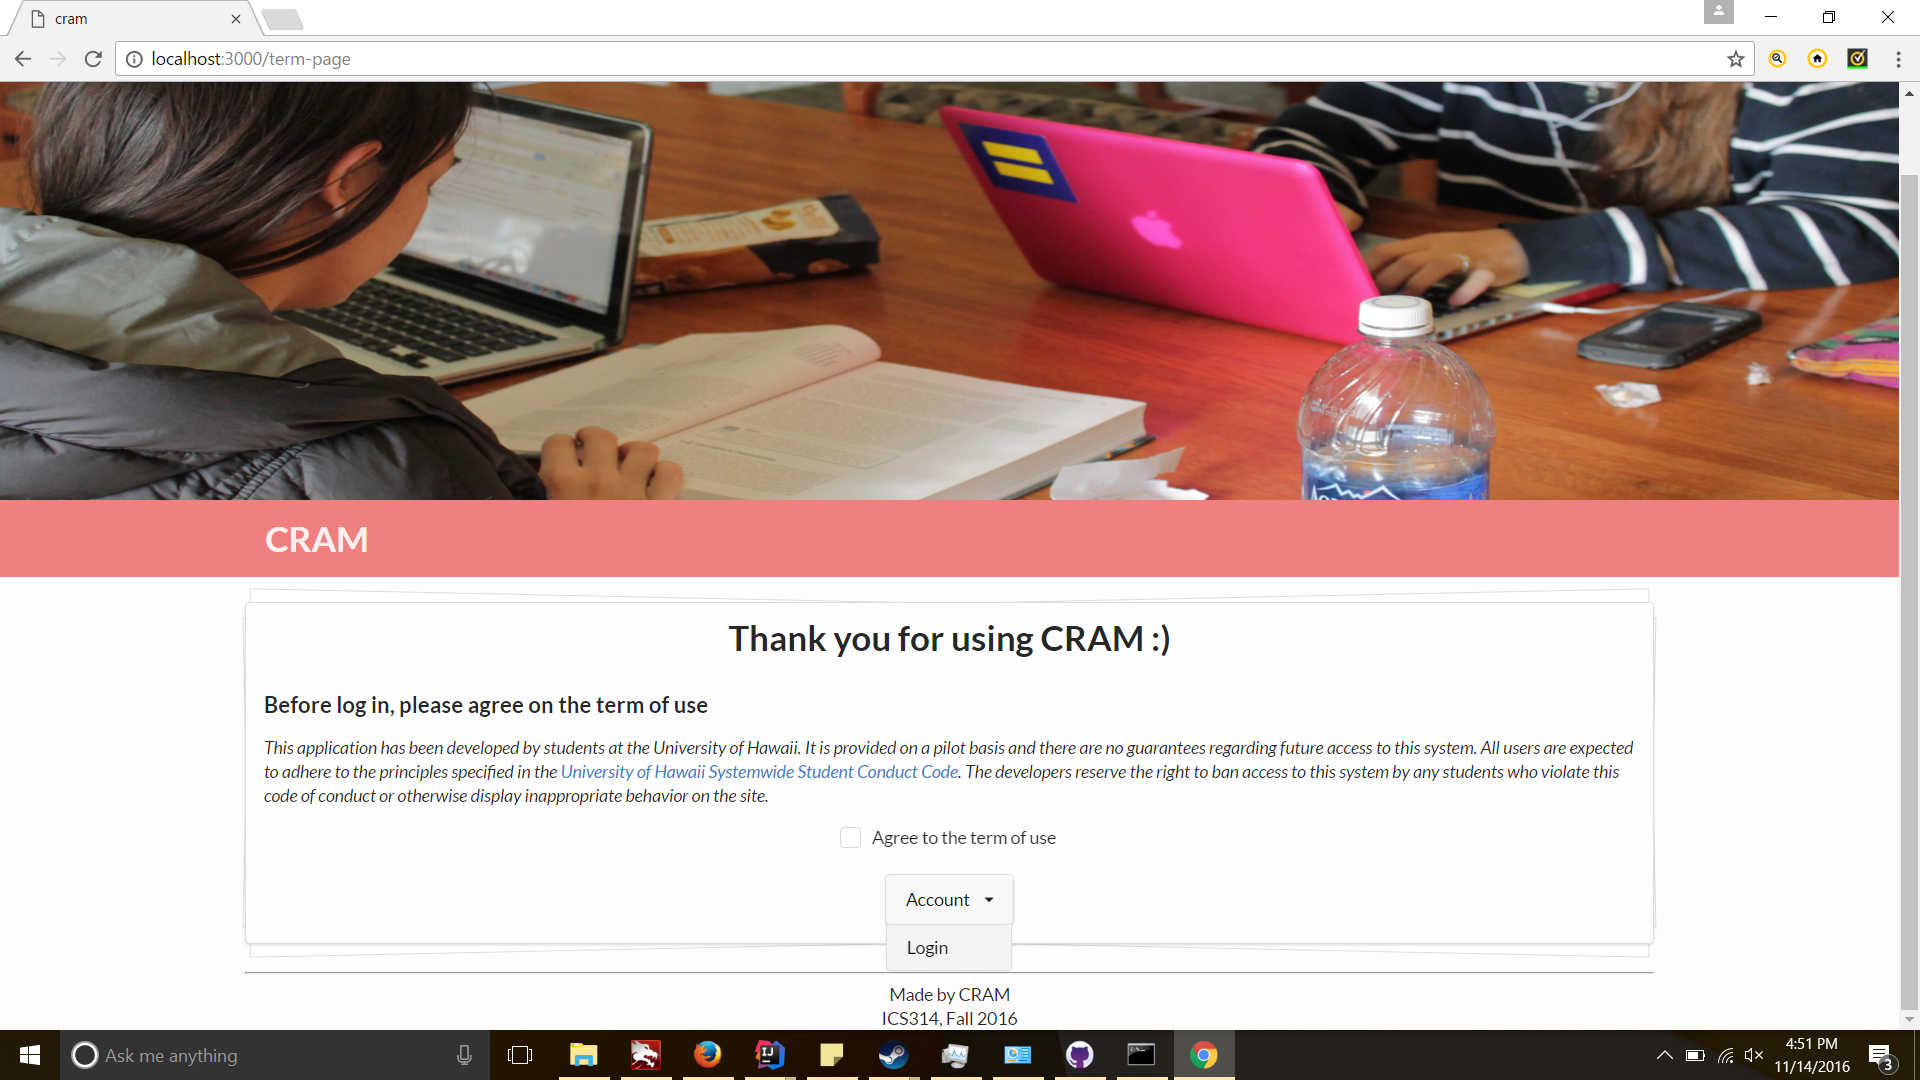 cram
localhost:3000/term-page
CRAM
Thank you for using CRAM :)
Before log in, please agree on the term of use
This application has been developed by students at the University of Hawaii. It is provided on a pilot basis and there are no guarantees regarding future access to this system. All users are expected
to adhere to the principles specified in the University of Hawaii Systemwide Student Conduct Code. The developers reserve the right to ban access to this system by any students who violate this
code of conduct or otherwise display inappropriate behavior on the site.
Agree to the term of use
Account
Login
Made by CRAM
ICS314, Fall 2016
Ask me anything
4:51 PM
11/14/2016
3